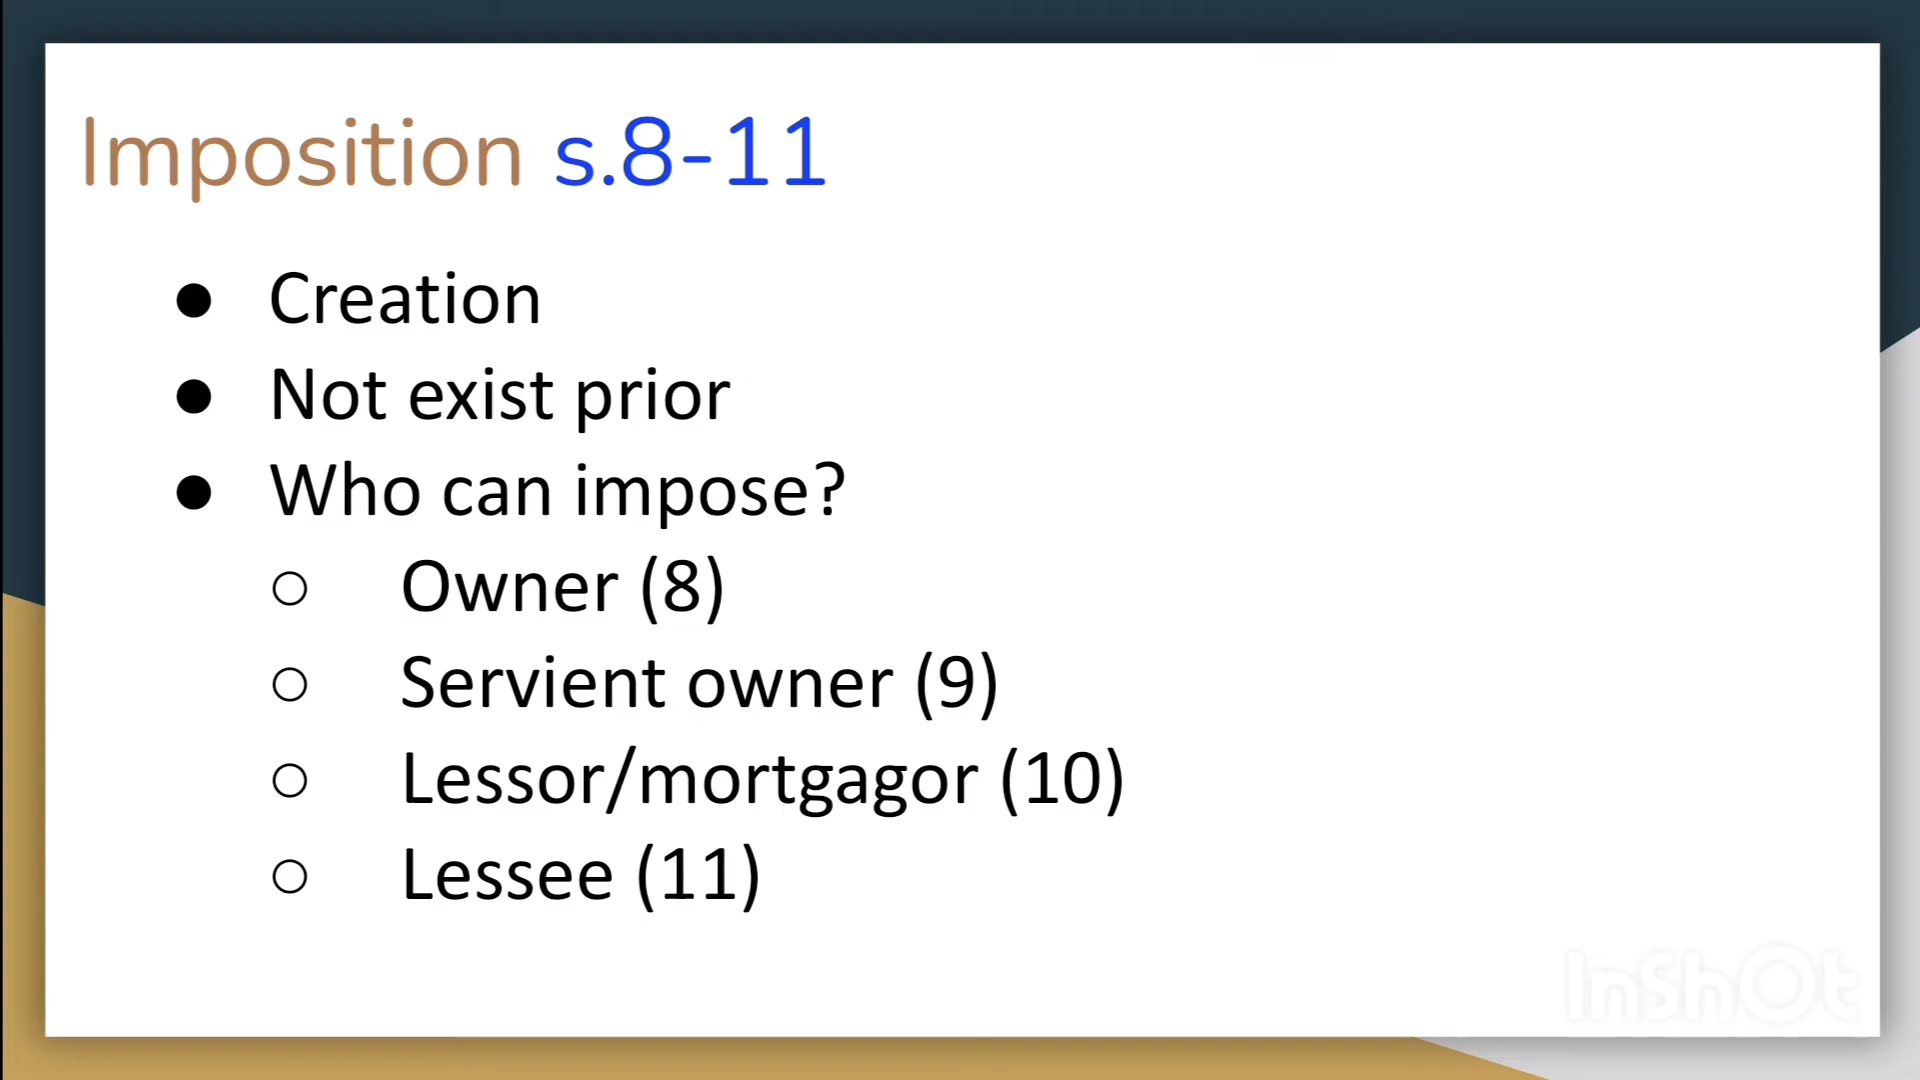 Imposition s.8-11
● Creation
● Not exist prior
● Who can impose?
○ Owner (8)
○ Servient owner (9)
○ Lessor/mortgagor (10)
○ Lessee (11)
InShOt